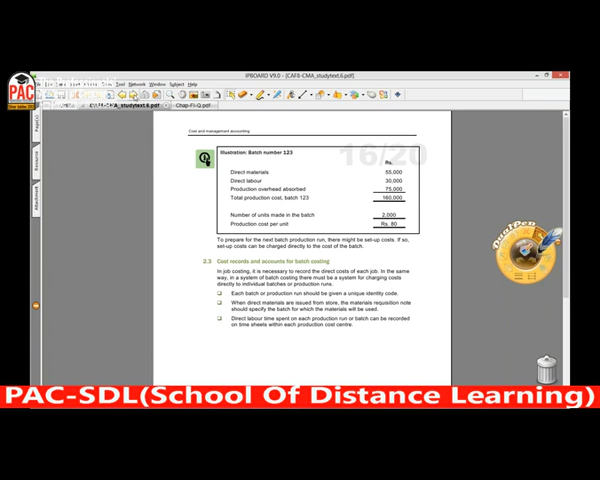 IPBOARD V9.0 - [CAF8-CMA_studytext.6.pdf]
Tools Network Window Subject Help
CAF8-CMA_studytext.6.pdf Chap-FI-Q.pdf
PAC
Page(s)
Resource
Attachment
Cost and management accounting
16/20
Illustration: Batch number 123
Rs.
Direct materials 55,000
Direct labour 30,000
Production overhead absorbed 75,000
Total production cost, batch 123 160,000
Number of units made in the batch 2,000
Production cost per unit Rs. 80
To prepare for the next batch production run, there might be set-up costs. If so,
set-up costs can be charged directly to the cost of the batch.
2.3 Cost records and accounts for batch costing
In job costing, it is necessary to record the direct costs of each job. In the same
way, in a system of batch costing there must be a system for charging costs
directly to individual batches or production runs.
Each batch or production run should be given a unique identity code.
When direct materials are issued from store, the materials requisition note
should specify the batch for which the materials will be used.
Direct labour time spent on each production run or batch can be recorded
on time sheets within each production cost centre.
DualPen
PAC-SDL(School Of Distance Learning)